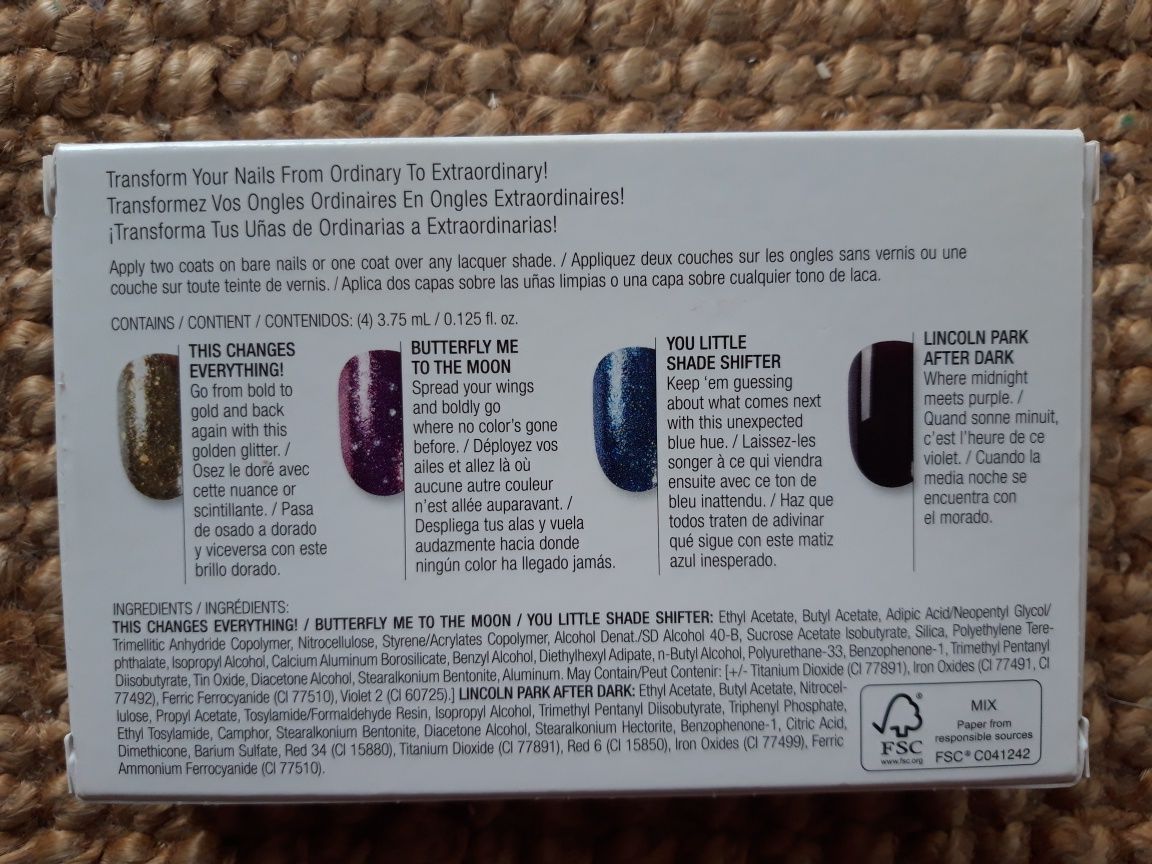 Transform Your Nails From Ordinary To Extraordinary!
Transformez Vos Ongles Ordinaires En Ongles Extraordinaires!
¡Transforma Tus Uñas de Ordinarias a Extraordinarias!
Apply two coats on bare nails or one coat over any lacquer shade. / Appliquez deux couches sur les ongles sans vernis ou une
couche sur toute teinte de vernis. / Aplica dos capas sobre las uñas limpias o una capa sobre cualquier tono de laca.
CONTAINS / CONTIENT / CONTENIDOS: (4) 3.75 mL / 0.125 fl. oz.
THIS CHANGES
EVERYTHING!
Go from bold to
gold and back
again with this
golden glitter. /
Osez le doré avec
cette nuance or
scintillante. / Pasa
de osado a dorado
y viceversa con este
brillo dorado.
BUTTERFLY ME
TO THE MOON
Spread your wings
and boldly go
where no color's gone
before. / Déployez vos
ailes et allez là où
aucune autre couleur
n'est allée auparavant. /
Despliega tus alas y vuela
audazmente hacia donde
ningún color ha llegado jamás.
YOU LITTLE
SHADE SHIFTER
Keep 'em guessing
about what comes next
with this unexpected
blue hue. / Laissez-les
songer à ce qui viendra
ensuite avec ce ton de
bleu inattendu. / Haz que
todos traten de adivinar
qué sigue con este matiz
azul inesperado.
LINCOLN PARK
AFTER DARK
Where midnight
meets purple. /
Quand sonne minuit,
c'est l'heure de ce
violet. / Cuando la
media noche se
encuentra con
el morado.
INGREDIENTS / INGRÉDIENTS:
THIS CHANGES EVERYTHING! / BUTTERFLY ME TO THE MOON / YOU LITTLE SHADE SHIFTER: Ethyl Acetate, Butyl Acetate, Adipic Acid/Neopentyl Glycol/
Trimellitic Anhydride Copolymer, Nitrocellulose, Styrene/Acrylates Copolymer, Alcohol Denat./SD Alcohol 40-B, Sucrose Acetate Isobutyrate, Silica, Polyethylene Tere-
phthalate, Isopropyl Alcohol, Calcium Aluminum Borosilicate, Benzyl Alcohol, Diethylhexyl Adipate, n-Butyl Alcohol, Polyurethane-33, Benzophenone-1, Trimethyl Pentanyl
Diisobutyrate, Tin Oxide, Diacetone Alcohol, Stearalkonium Bentonite, Aluminum. May Contain/Peut Contenir: [+/- Titanium Dioxide (CI 77891), Iron Oxides (CI 77491, CI
77492), Ferric Ferrocyanide (CI 77510), Violet 2 (CI 60725).] LINCOLN PARK AFTER DARK: Ethyl Acetate, Butyl Acetate, Nitrocel-
lulose, Propyl Acetate, Tosylamide/Formaldehyde Resin, Isopropyl Alcohol, Trimethyl Pentanyl Diisobutyrate, Triphenyl Phosphate,
Ethyl Tosylamide, Camphor, Stearalkonium Bentonite, Diacetone Alcohol, Stearalkonium Hectorite, Benzophenone-1, Citric Acid,
Dimethicone, Barium Sulfate, Red 34 (CI 15880), Titanium Dioxide (CI 77891), Red 6 (CI 15850), Iron Oxides (CI 77499), Ferric
Ammonium Ferrocyanide (CI 77510).
®
FSC
www.fsc.org
MIX
Paper from
responsible sources
FSC® C041242